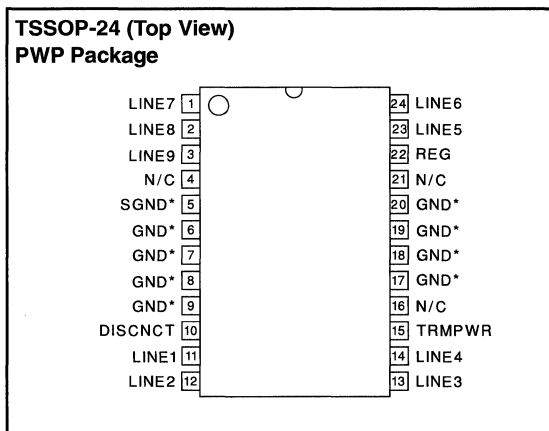 TSSOP-24 (Top View)
PWP Package
LINE7 1 24 LINE6
LINE8 2 23 LINE5
LINE9 3 22 REG
N/C 4 21 N/C
SGND* 5 20 GND*
GND* 6 19 GND*
GND* 7 18 GND*
GND* 8 17 GND*
GND* 9 16 N/C
DISCNCT 10 15 TRMPWR
LINE1 11 14 LINE4
LINE2 12 13 LINE3